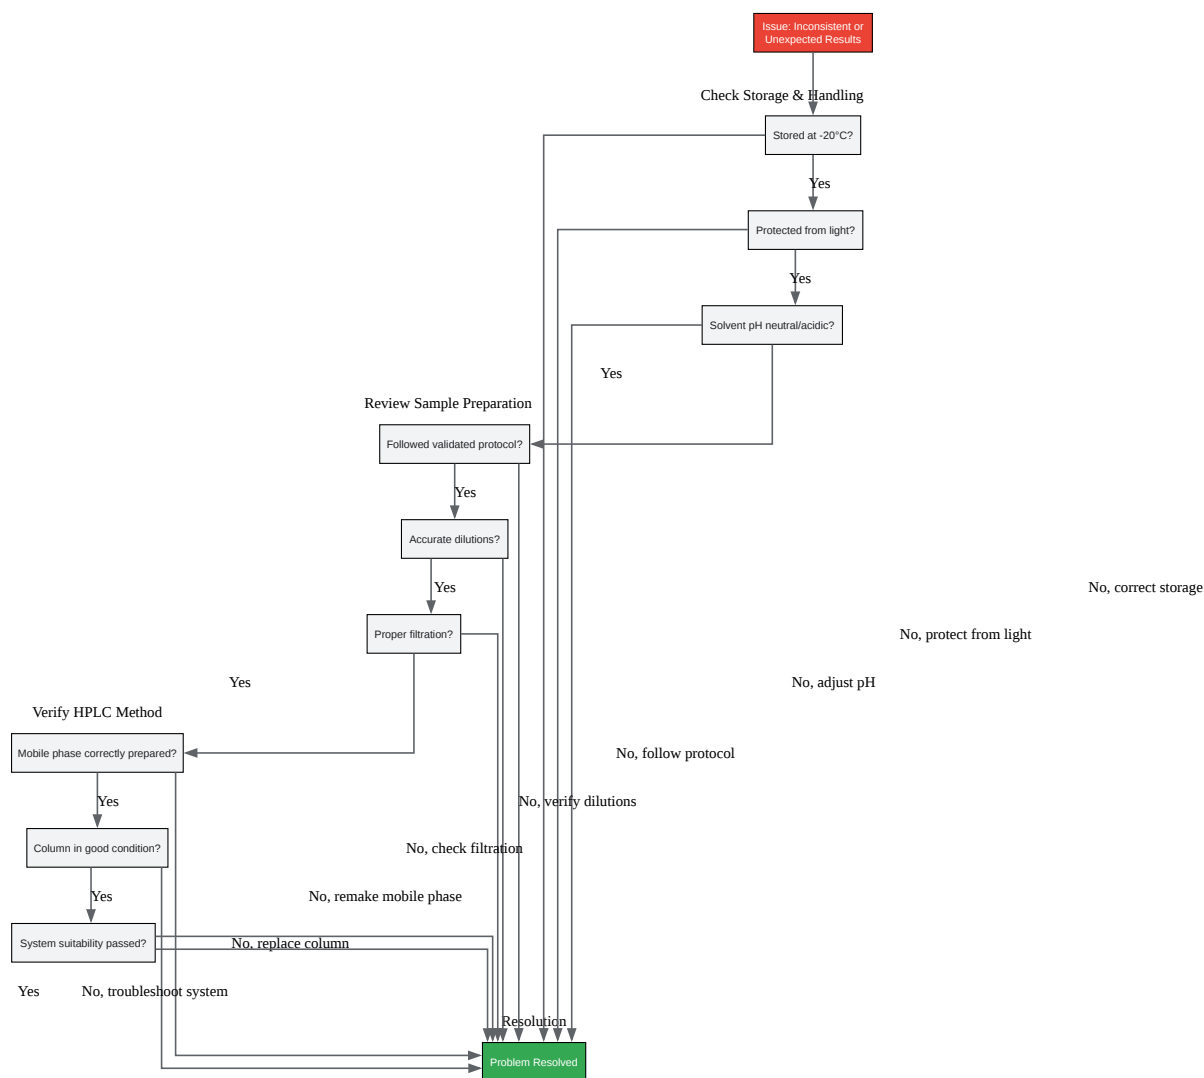 Issue: Inconsistent or
Unexpected Results
Check Storage & Handling
Stored at -20°C?
Yes
Protected from light?
Yes
Solvent pH neutral/acidic?
Yes
Review Sample Preparation
Followed validated protocol?
Yes
Accurate dilutions?
Yes
No, correct storage
Proper filtration?
No, protect from light
Yes
No, adjust pH
Verify HPLC Method
Mobile phase correctly prepared?
No, follow protocol
Yes
No, verify dilutions
Column in good condition?
No, check filtration
Yes
No, remake mobile phase
System suitability passed?
No, replace column
Yes
No, troubleshoot system
Resolution
Problem Resolved